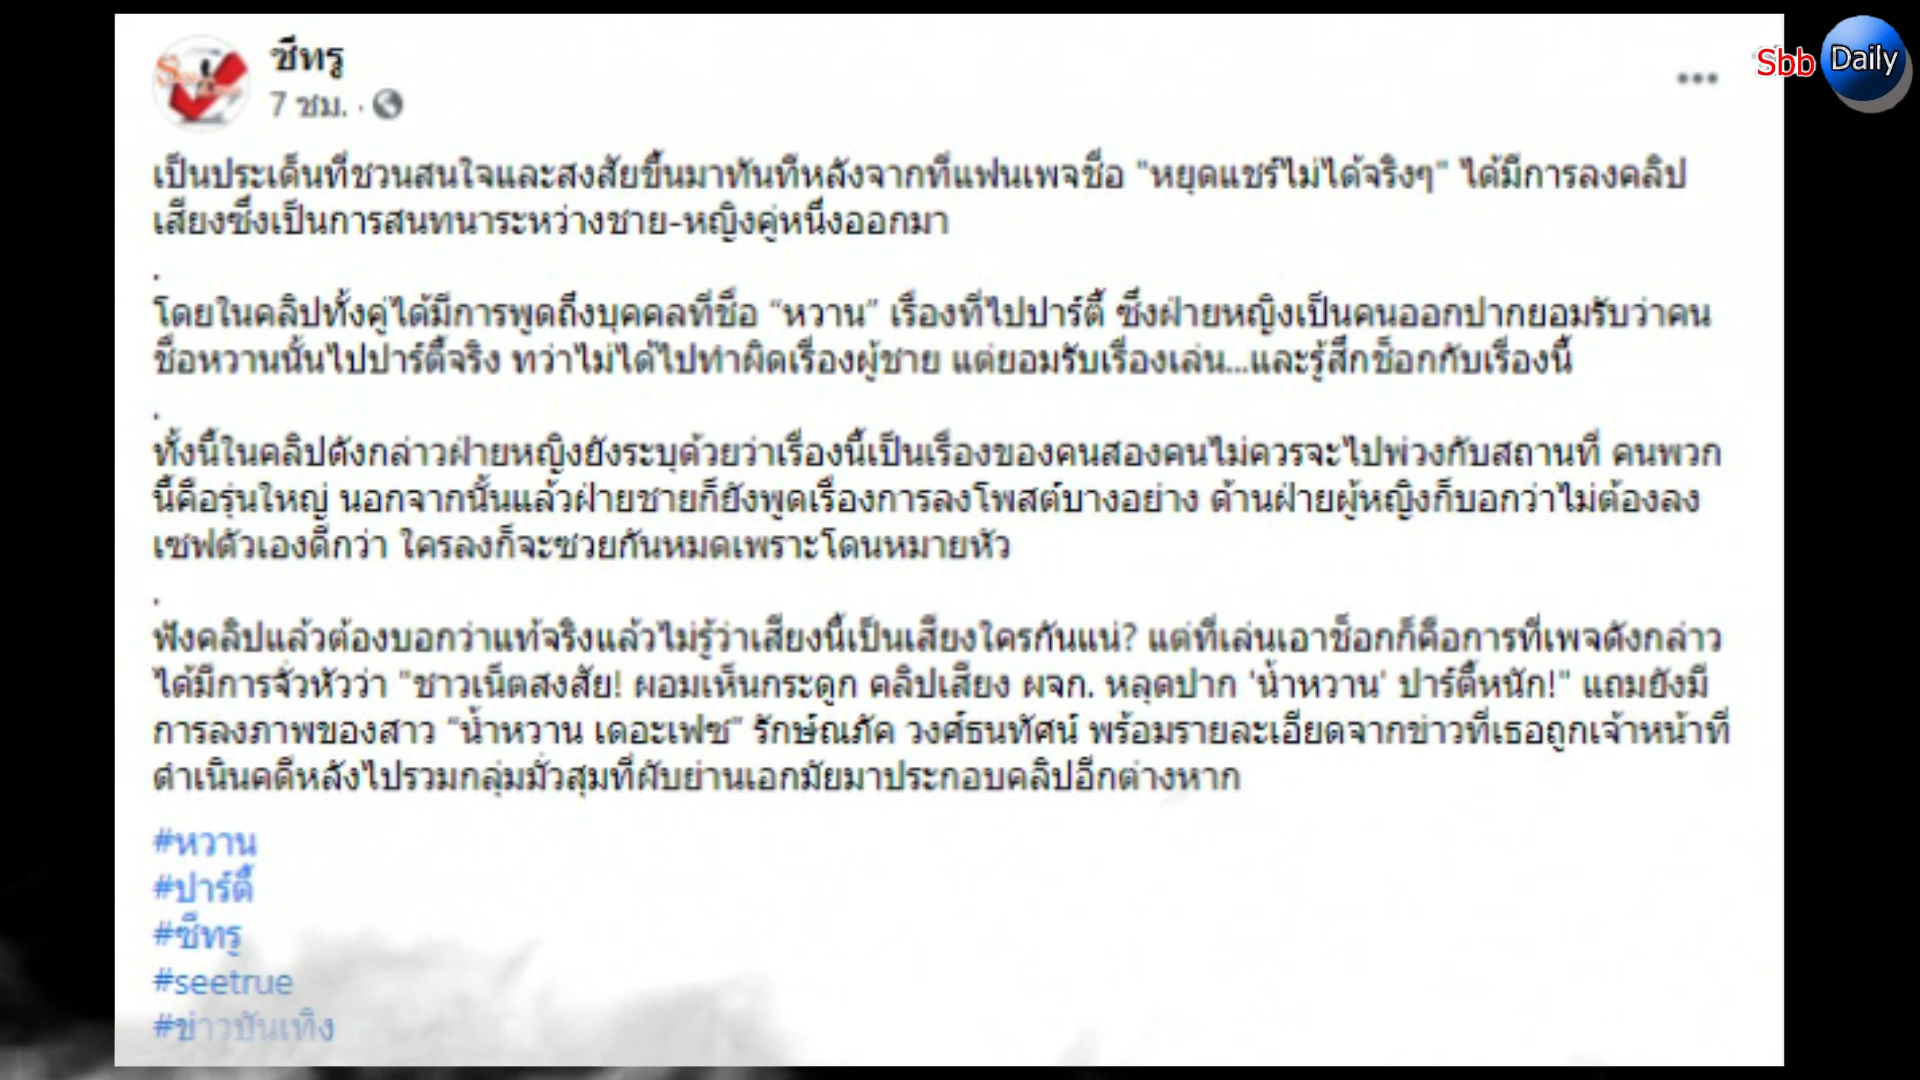 ซีทรู
7 ชม. ·
Sbb Daily
เป็นประเด็นที่ชวนสนใจและสงสัยขึ้นมาทันทีหลังจากที่แฟนเพจชื่อ "หยุดแชร์ไม่ได้จริงๆ" ได้มีการลงคลิป
เสียงซึ่งเป็นการสนทนาระหว่างชาย-หญิงคู่หนึ่งออกมา
.
โดยในคลิปทั้งคู่ได้มีการพูดถึงบุคคลที่ชื่อ "หวาน" เรื่องที่ไปปาร์ตี้ ซึ่งฝ่ายหญิงเป็นคนออกปากยอมรับว่าคน
ชื่อหวานนั้นไปปาร์ตี้จริง ทว่าไม่ได้ไปทำผิดเรื่องผู้ชาย แต่ยอมรับเรื่องเล่น...และรู้สึกช็อกกับเรื่องนี้
.
ทั้งนี้ในคลิปดังกล่าวฝ่ายหญิงยังระบุด้วยว่าเรื่องนี้เป็นเรื่องของคนสองคนไม่ควรจะไปพ่วงกับสถานที่ คนพวก
นี้คือรุ่นใหญ่ นอกจากนั้นแล้วฝ่ายชายก็ยังพูดเรื่องการลงโพสต์บางอย่าง ด้านฝ่ายผู้หญิงก็บอกว่าไม่ต้องลง
เซฟตัวเองดีกว่า ใครลงก็จะซวยกันหมดเพราะโดนหมายหัว
.
ฟังคลิปแล้วต้องบอกว่าแท้จริงแล้วไม่รู้ว่าเสียงนี้เป็นเสียงใครกันแน่? แต่ที่เล่นเอาช็อกก็คือการที่เพจดังกล่าว
ได้มีการจั่วหัวว่า "ชาวเน็ตสงสัย! ผอมเห็นกระดูก คลิปเสียง ผจก. หลุดปาก 'น้ำหวาน' ปาร์ตี้หนัก!" แถมยังมี
การลงภาพของสาว "น้ำหวาน เดอะเฟซ" รักษ์ณภัค วงศ์ธนทัศน์ พร้อมรายละเอียดจากข่าวที่เธอถูกเจ้าหน้าที่
ดำเนินคดีหลังไปรวมกลุ่มมั่วสุมที่ผับย่านเอกมัยมาประกอบคลิปอีกต่างหาก
#หวาน
#ปาร์ตี้
#ซีทรู
#seetrue
#ข่าวบันเทิง